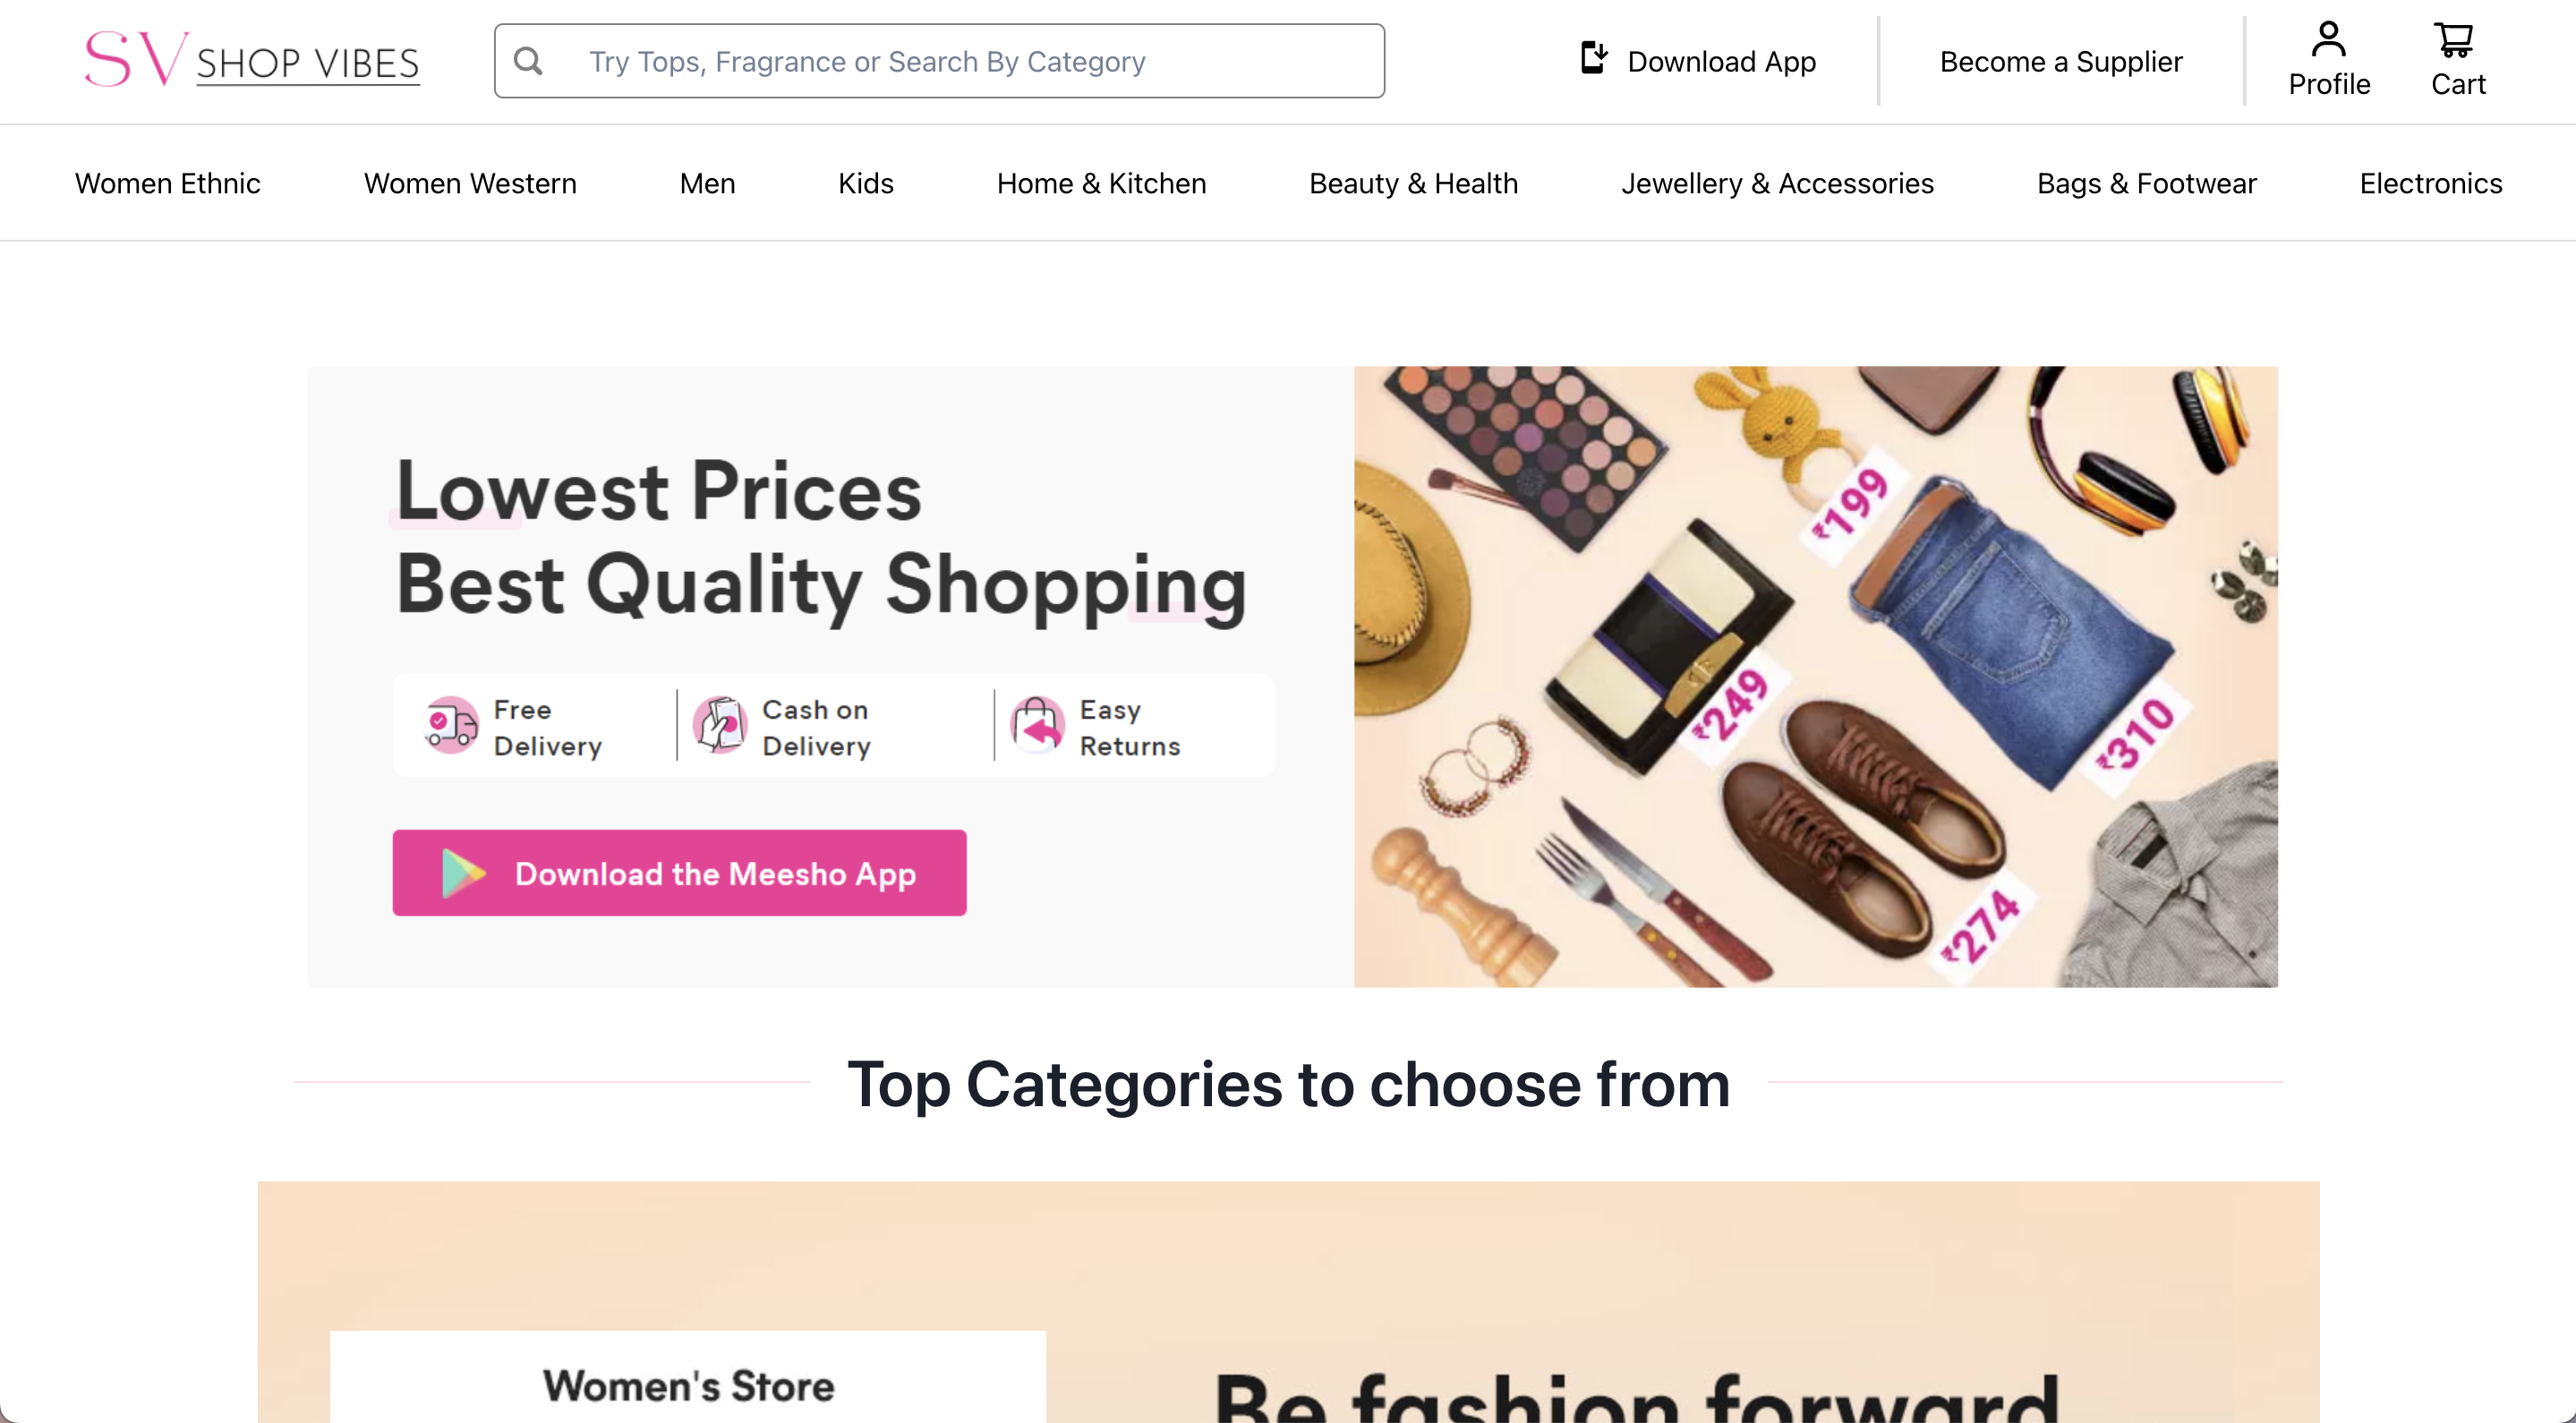 SV SHOP VIBES
Try Tops, Fragrance or Search By Category
Download App
Become a Supplier
Profile
Cart
Women Ethnic
Women Western
Men
Kids
Home & Kitchen
Beauty & Health
Jewellery & Accessories
Bags & Footwear
Electronics
Lowest Prices
Best Quality Shopping
Free
Delivery
Cash on
Delivery
Easy
Returns
Download the Meesho App
₹199
₹249
₹310
₹274
Top Categories to choose from
Women's Store
Be fashion forward